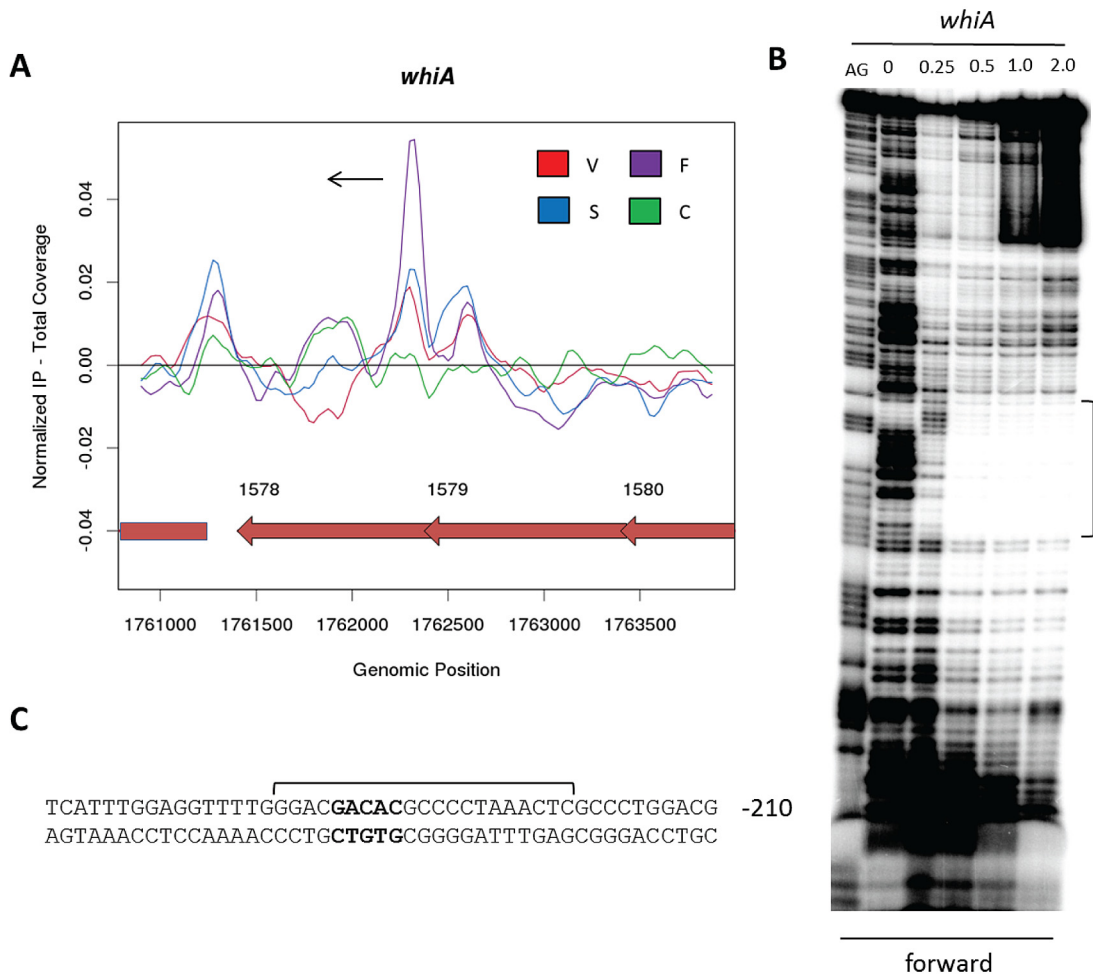 A
whiA
V
F
S
C
Normalized IP - Total Coverage
0.04
0.02
0.00
-0.02
-0.04
1578
1579
1580
1761000
1761500
1762000
1762500
1763000
1763500
Genomic Position
B
whiA
AG 0 0.25 0.5 1.0 2.0
forward
C
TCATTTGGAGGTTTTGGGACGACACGCCCCTAAACTCGCCCTGGACG -210
AGTAAACCTCCAAAACCCTGCTGTGCGGGGATTTGAGCGGGACCTGC